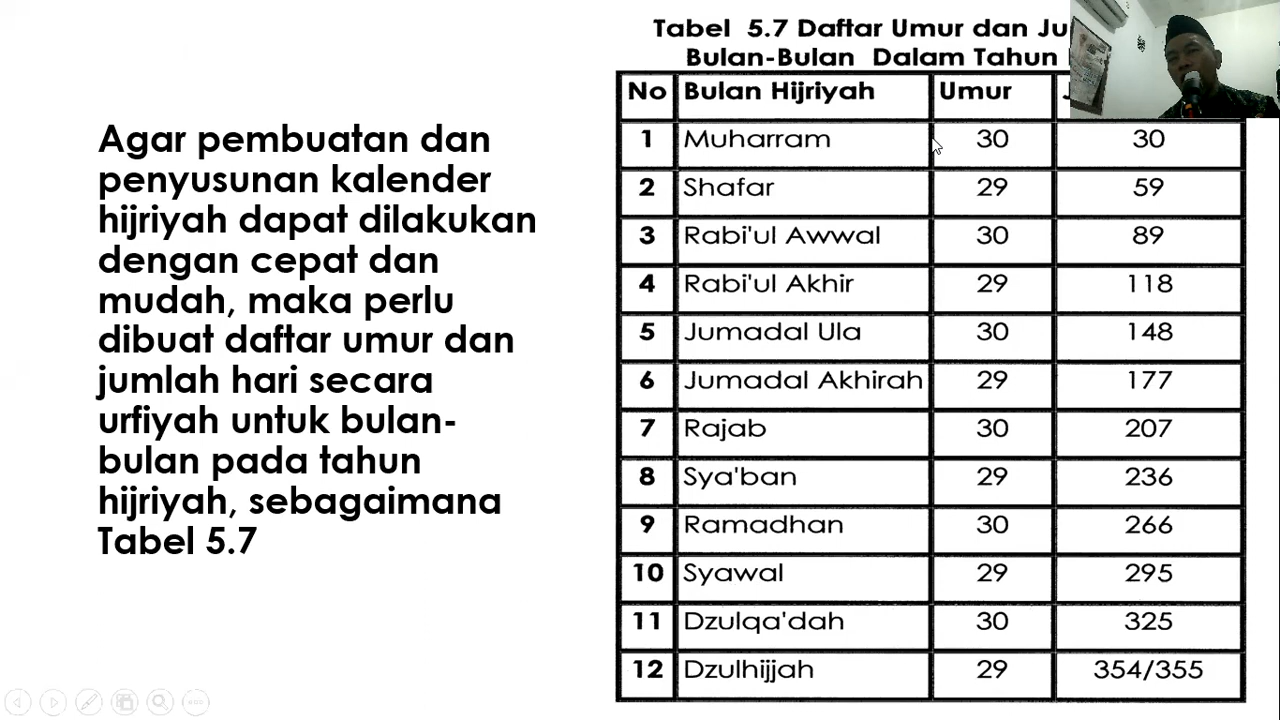 Agar pembuatan dan
penyusunan kalender
hijriyah dapat dilakukan
dengan cepat dan
mudah, maka perlu
dibuat daftar umur dan
jumlah hari secara
urfiyah untuk bulan-
bulan pada tahun
hijriyah, sebagaimana
Tabel 5.7
Tabel 5.7 Daftar Umur dan
Bulan-Bulan Dalam Tahun
No Bulan Hijriyah Umur
1 Muharram 30 30
2 Shafar 29 59
3 Rabi'ul Awwal 30 89
4 Rabi'ul Akhir 29 118
5 Jumadal Ula 30 148
6 Jumadal Akhirah 29 177
7 Rajab 30 207
8 Sya'ban 29 236
9 Ramadhan 30 266
10 Syawal 29 295
11 Dzulqa'dah 30 325
12 Dzulhijjah 29 354/355